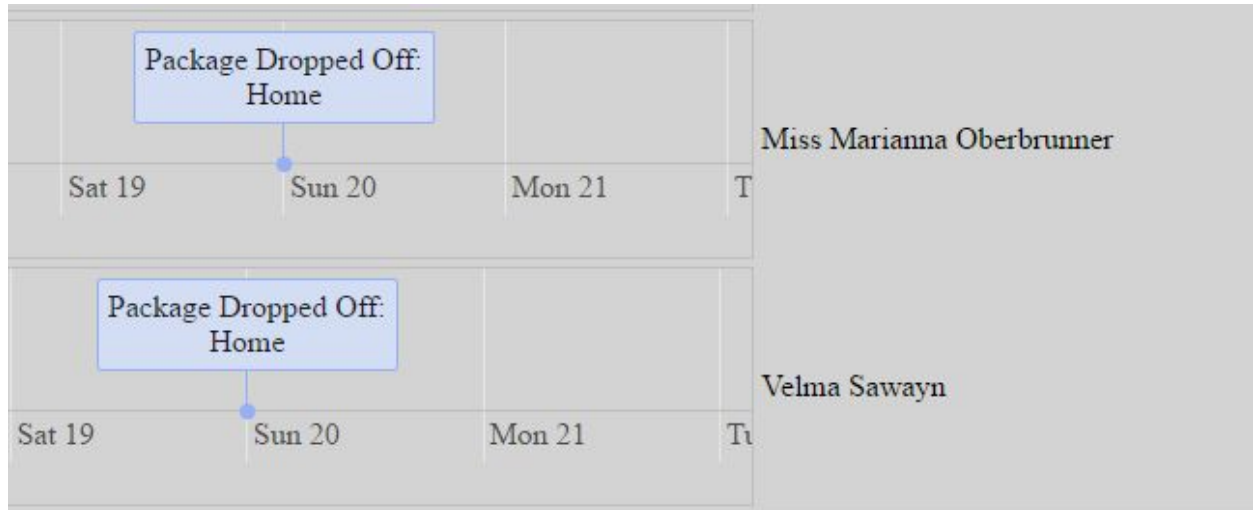 Package Dropped Off:
Home
Miss Marianna Oberbrunner
Sat 19 Sun 20 Mon 21 T
Package Dropped Off:
Home
Velma Sawayn
Sat 19 Sun 20 Mon 21 Tu